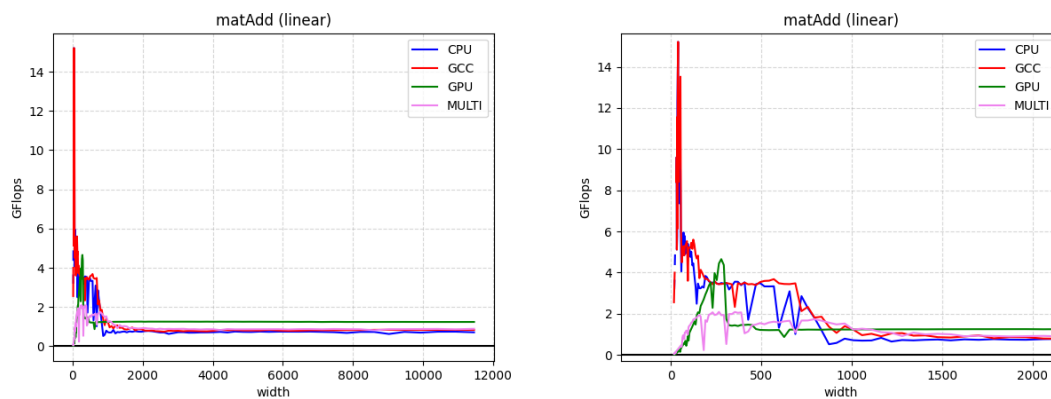 matAdd (linear)
CPU
GCC
GPU
MULTI
14
12
10
8
6
4
2
0
GFlops
0
2000
4000
6000
8000
10000
12000
width
matAdd (linear)
CPU
GCC
GPU
MULTI
14
12
10
8
6
4
2
0
GFlops
0
500
1000
1500
2000
width